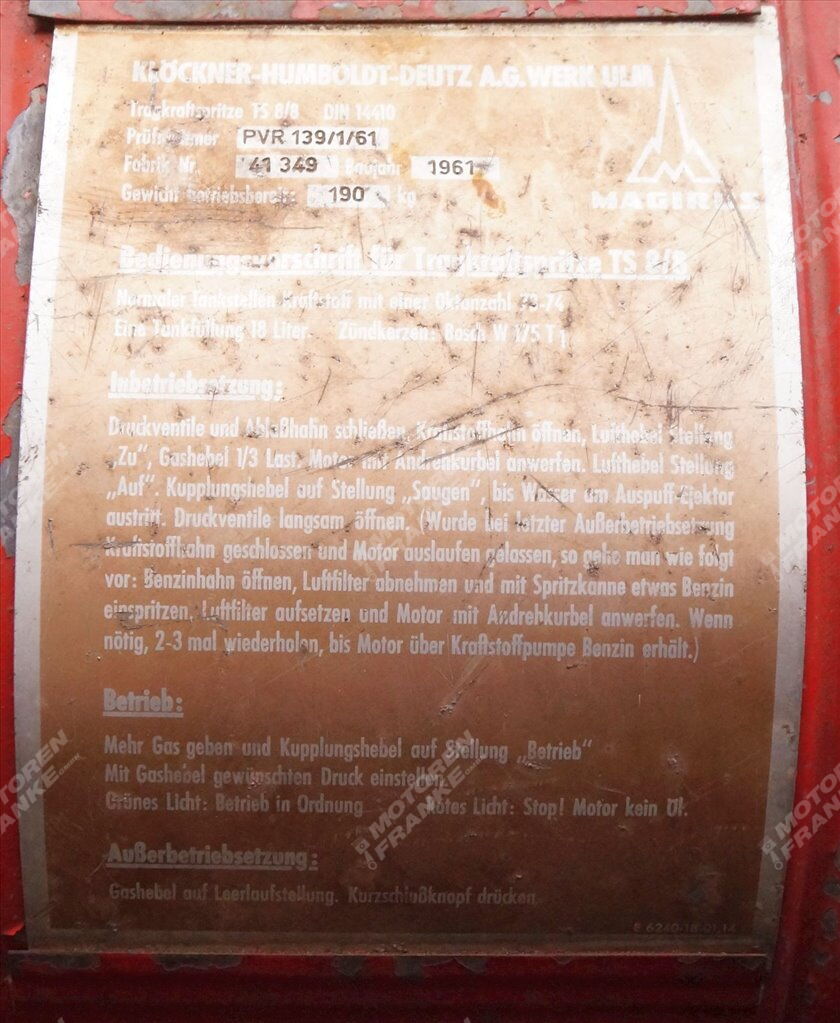 KLÖCKNER-HUMBOLDT-DEUTZ A.G. WERK ULM
Tragkraftspritze TS 8/8 DIN 14410
Prüfnummer PVR 139/1/61
Fabrik Nr. 41 349 Baujahr 1961
Gewicht betriebsbereit 190 kg
MAGIRUS
Bedienungsvorschrift für Tragkraftspritze TS 8/8
Normaler Tankstellen-Kraftstoff mit einer Oktanzahl 73-74
Eine Tankfüllung 18 Liter. Zündkerzen: Bosch W 175 T 1
Inbetriebsetzung:
Druckventile und Ablaßhahn schließen, Kraftstoffhahn öffnen, Lufthebel Stellung
„Zu", Gashebel 1/3 Last. Motor mit Andrehkurbel anwerfen. Lufthebel Stellung
„Auf". Kupplungshebel auf Stellung „Saugen", bis Wasser am Auspuff-Ejektor
austritt. Druckventile langsam öffnen. (Wurde bei letzter Außerbetriebsetzung
Kraftstoffhahn geschlossen und Motor auslaufen gelassen, so gehe man wie folgt
vor: Benzinhahn öffnen, Luftfilter abnehmen und mit Spritzkanne etwas Benzin
einspritzen. Luftfilter aufsetzen und Motor mit Andrehkurbel anwerfen. Wenn
nötig, 2-3 mal wiederholen, bis Motor über Kraftstoffpumpe Benzin erhält.)
Betrieb:
Mehr Gas geben und Kupplungshebel auf Stellung „Betrieb"
Mit Gashebel gewünschten Druck einstellen
Grünes Licht: Betrieb in Ordnung Rotes Licht: Stop! Motor kein Öl.
Außerbetriebsetzung:
Gashebel auf Leerlaufstellung. Kurzschlußknopf drücken.
E 6240-18.01.14
MOTOREN
FRANKE